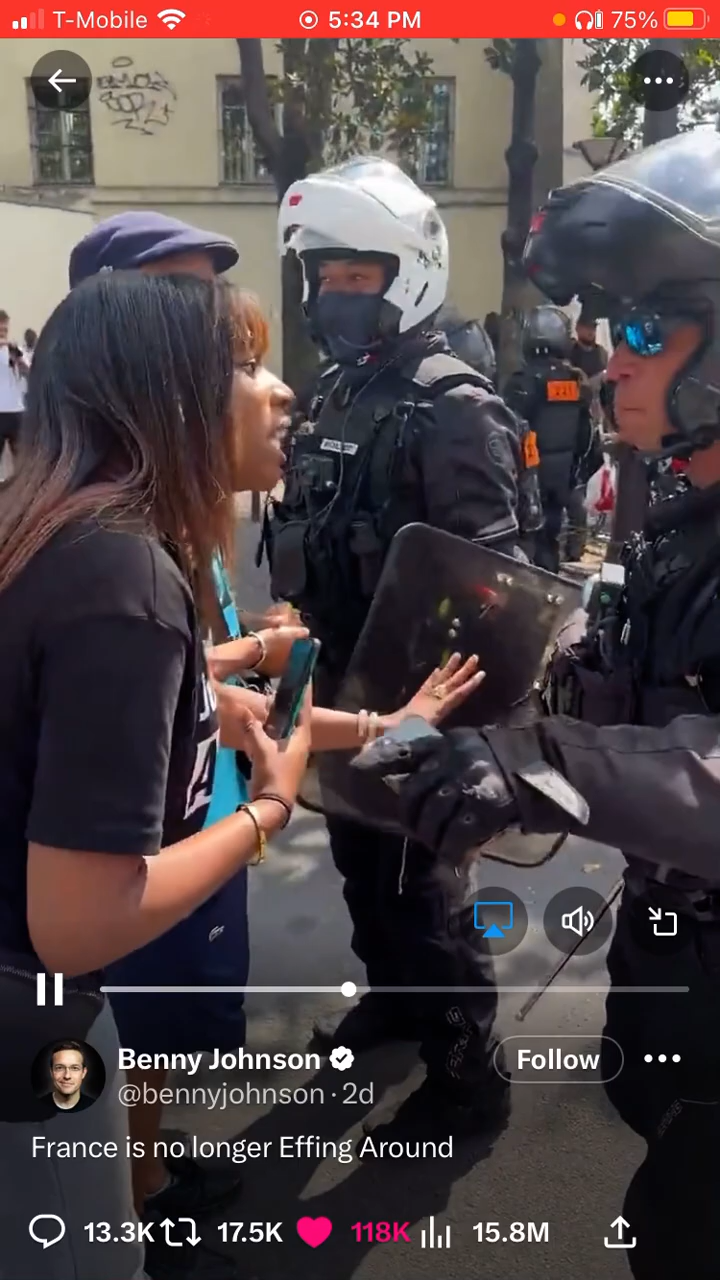 T-Mobile 5:34 PM 75%
221
Benny Johnson Follow
@bennyjohnson · 2d
France is no longer Effing Around
13.3K 17.5K 118K 15.8M